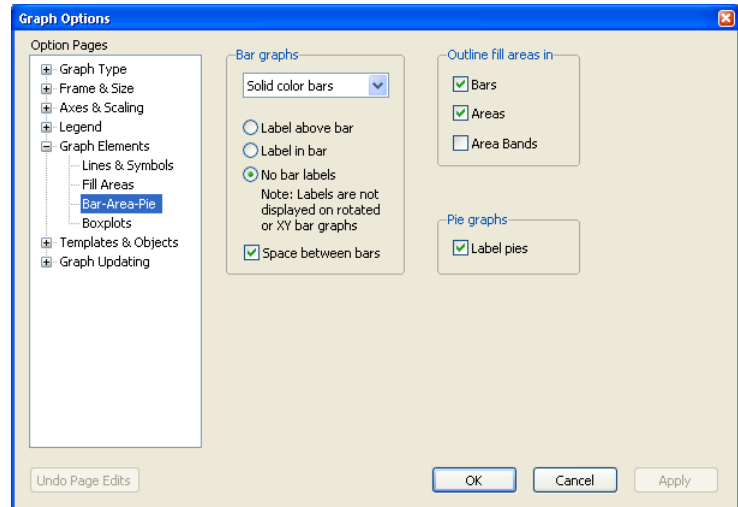 Graph Options
Option Pages
Graph Type
Frame & Size
Axes & Scaling
Legend
Graph Elements
Lines & Symbols
Fill Areas
Bar-Area-Pie
Boxplots
Templates & Objects
Graph Updating
Bar graphs
Solid color bars
Label above bar
Label in bar
No bar labels
Note: Labels are not
displayed on rotated
or XY bar graphs
Space between bars
Outline fill areas in
Bars
Areas
Area Bands
Pie graphs
Label pies
Undo Page Edits
OK
Cancel
Apply